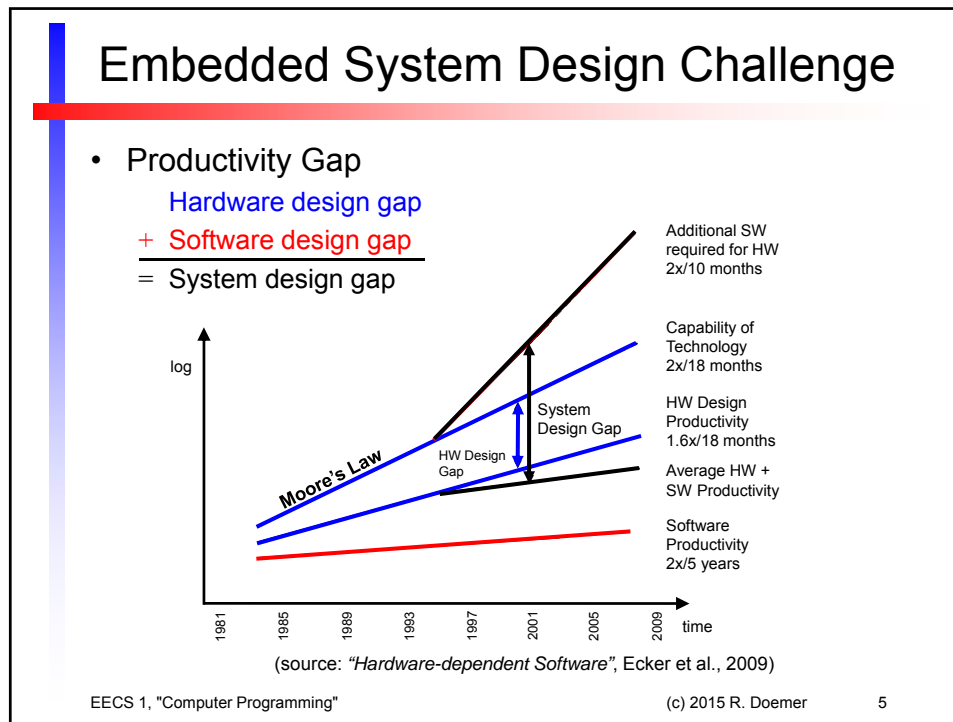 Embedded System Design Challenge
• Productivity Gap
Hardware design gap
+ Software design gap
= System design gap
Additional SW
required for HW
2x/10 months
Capability of
Technology
2x/18 months
HW Design
Productivity
1.6x/18 months
Average HW +
SW Productivity
Software
Productivity
2x/5 years
log
System
Design Gap
HW Design
Gap
Moore's Law
1981
1985
1989
1993
1997
2001
2005
2009
time
(source: "Hardware-dependent Software", Ecker et al., 2009)
EECS 1, "Computer Programming"
(c) 2015 R. Doemer
5